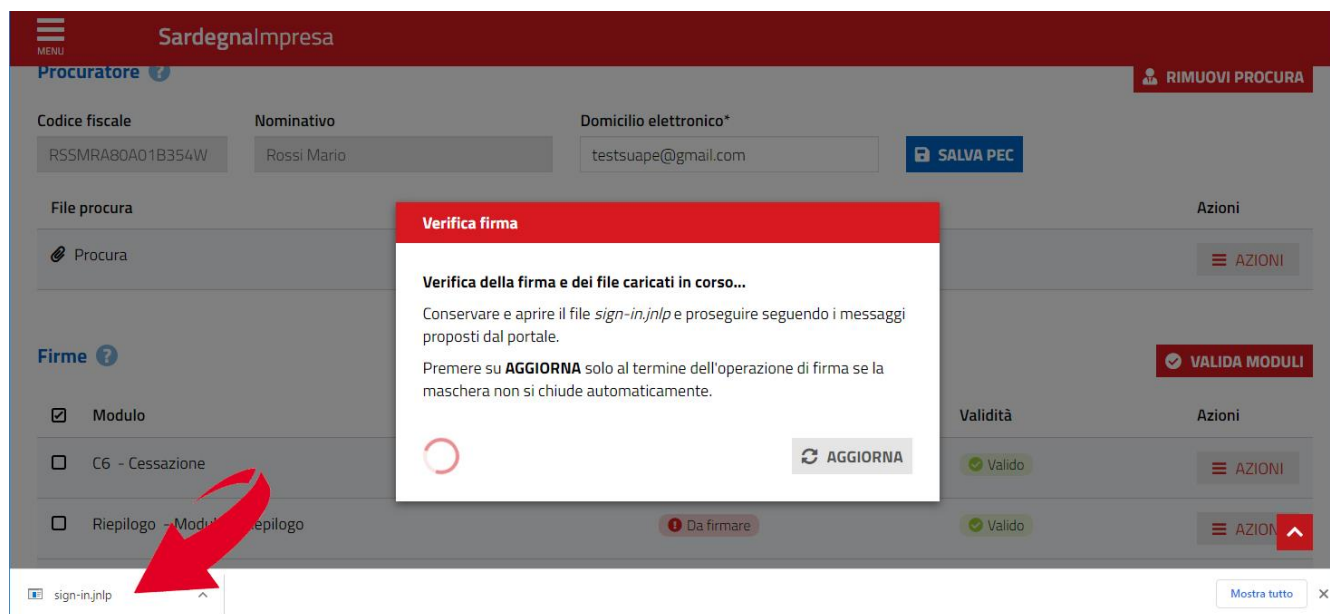 MENU
SardegnaImpresa
Procuratore ?
RIMUOVI PROCURA
Codice fiscale Nominativo Domicilio elettronico*
RSSMRA80A01B354W Rossi Mario testsuape@gmail.com SALVA PEC
File procura Azioni
Procura AZIONI
Verifica firma
Verifica della firma e dei file caricati in corso...
Conservare e aprire il file sign-in.jnlp e proseguire seguendo i messaggi
proposti dal portale.
Premere su AGGIORNA solo al termine dell'operazione di firma se la
maschera non si chiude automaticamente.
AGGIORNA
Firme ?
VALIDA MODULI
Modulo Validità Azioni
C6 - Cessazione Valido AZIONI
Riepilogo - Modu epilogo Da firmare Valido AZION
sign-in.jnlp Mostra tutto